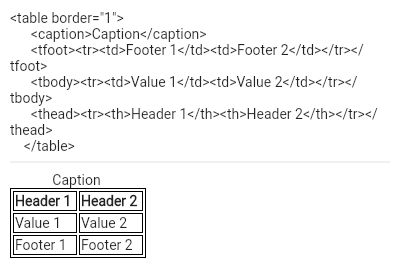 <table border="1">
<caption>Caption</caption>
<tfoot><tr><td>Footer 1</td><td>Footer 2</td></tr></
tfoot>
<tbody><tr><td>Value 1</td><td>Value 2</td></tr></
tbody>
<thead><tr><th>Header 1</th><th>Header 2</th></tr></
thead>
</table>
Caption
Header 1 Header 2
Value 1 Value 2
Footer 1 Footer 2